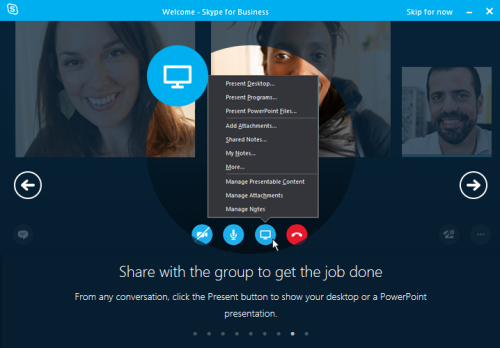 Welcome - Skype for Business
Skip for now
Present Desktop...
Present Programs...
Present PowerPoint Files...
Add Attachments...
Shared Notes...
My Notes...
More...
Manage Presentable Content
Manage Attachments
Manage Notes
Share with the group to get the job done
From any conversation, click the Present button to show your desktop or a PowerPoint
presentation.